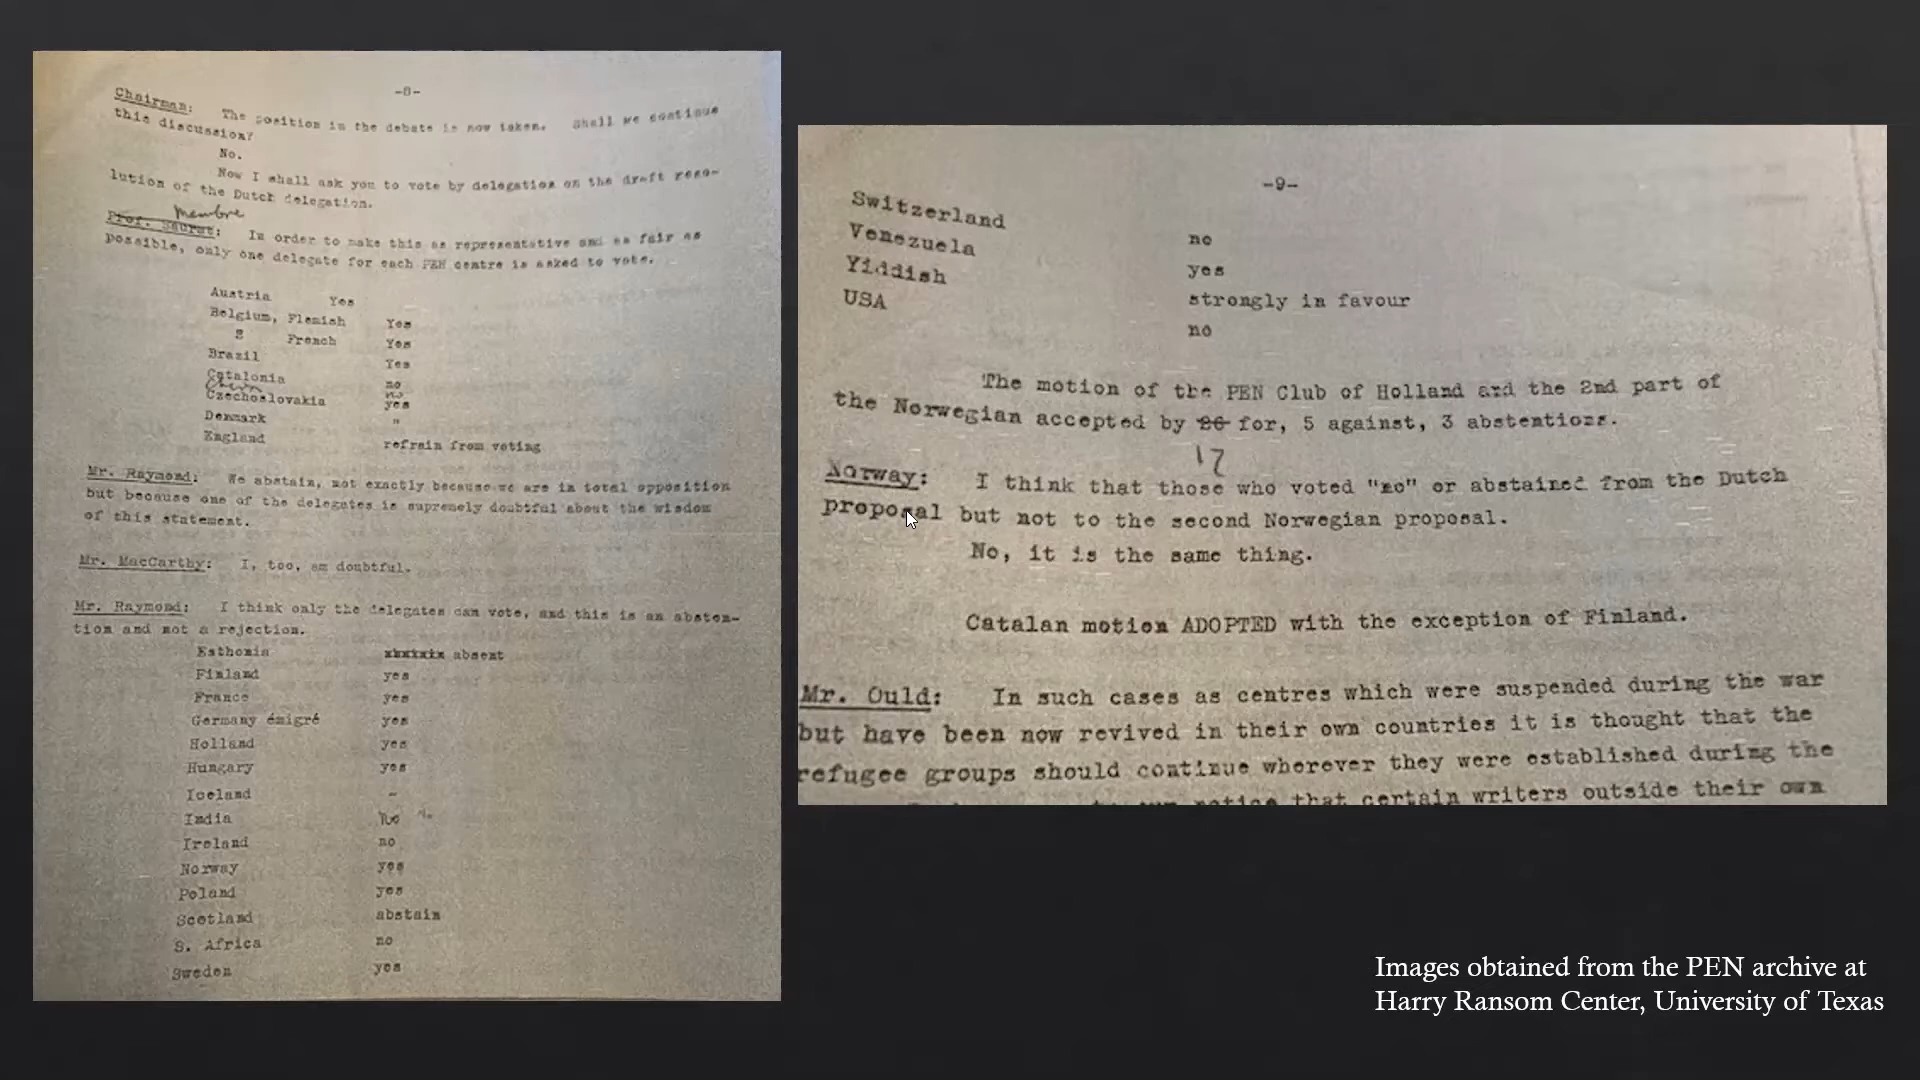 -8-
Chairman: The position in the debate is now taken. Shall we continue
this discussion?
No.
Now I shall ask you to vote by delegation on the draft reso-
lution of the Dutch delegation.
Membre
Prof. Saurat: In order to make this as representative and as fair as
possible, only one delegate for each PEN centre is asked to vote.
Austria Yes
Belgium, Flemish Yes
" French Yes
Brazil Yes
Catalonia no
no
Czechoslovakia yes
Denmark "
England refrain from voting
Mr. Raymond: We abstain, not exactly because we are in total opposition
but because one of the delegates is supremely doubtful about the wisdom
of this statement.
Mr. MacCarthy: I, too, am doubtful.
Mr. Raymond: I think only the delegates can vote, and this is an absten-
tion and not a rejection.
Esthonia absent
Finland yes
France yes
Germany émigré yes
Holland yes
Hungary yes
Iceland -
India no
Ireland no
Norway yes
Poland yes
Scotland abstain
S. Africa no
Sweden yes
-9-
Switzerland no
Venezuela yes
Yiddish strongly in favour
USA no
The motion of the PEN Club of Holland and the 2nd part of
the Norwegian accepted by 20 for, 5 against, 3 abstentions.
17
Norway: I think that those who voted "no" or abstained from the Dutch
proposal but not to the second Norwegian proposal.
No, it is the same thing.
Catalan motion ADOPTED with the exception of Finland.
Mr. Ould: In such cases as centres which were suspended during the war
but have been now revived in their own countries it is thought that the
refugee groups should continue wherever they were established during the
notice that certain writers outside their own
Images obtained from the PEN archive at
Harry Ransom Center, University of Texas